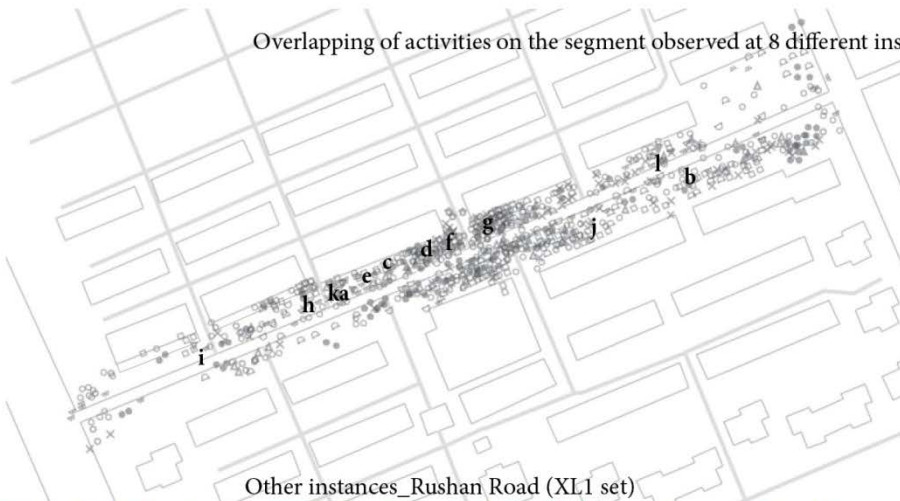 Overlapping of activities on the segment observed at 8 different ins
l
b
g
j
f
d
c
e
ka
h
i
Other instances_Rushan Road (XL1 set)